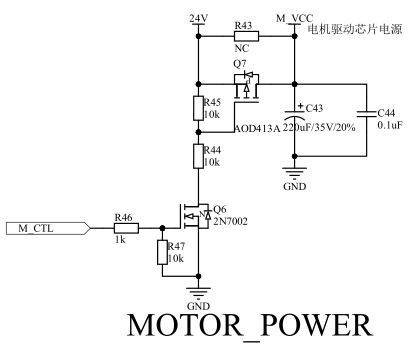 24V
R43
M_VCC
NC
电机驱动芯片电源
Q7
R45
10k
AOD413A
C43
220uF/35V/20%
C44
0.1uF
R44
10k
GND
Q6
2N7002
N
M_CTL
R46
1k
R47
10k
GND
MOTOR_POWER